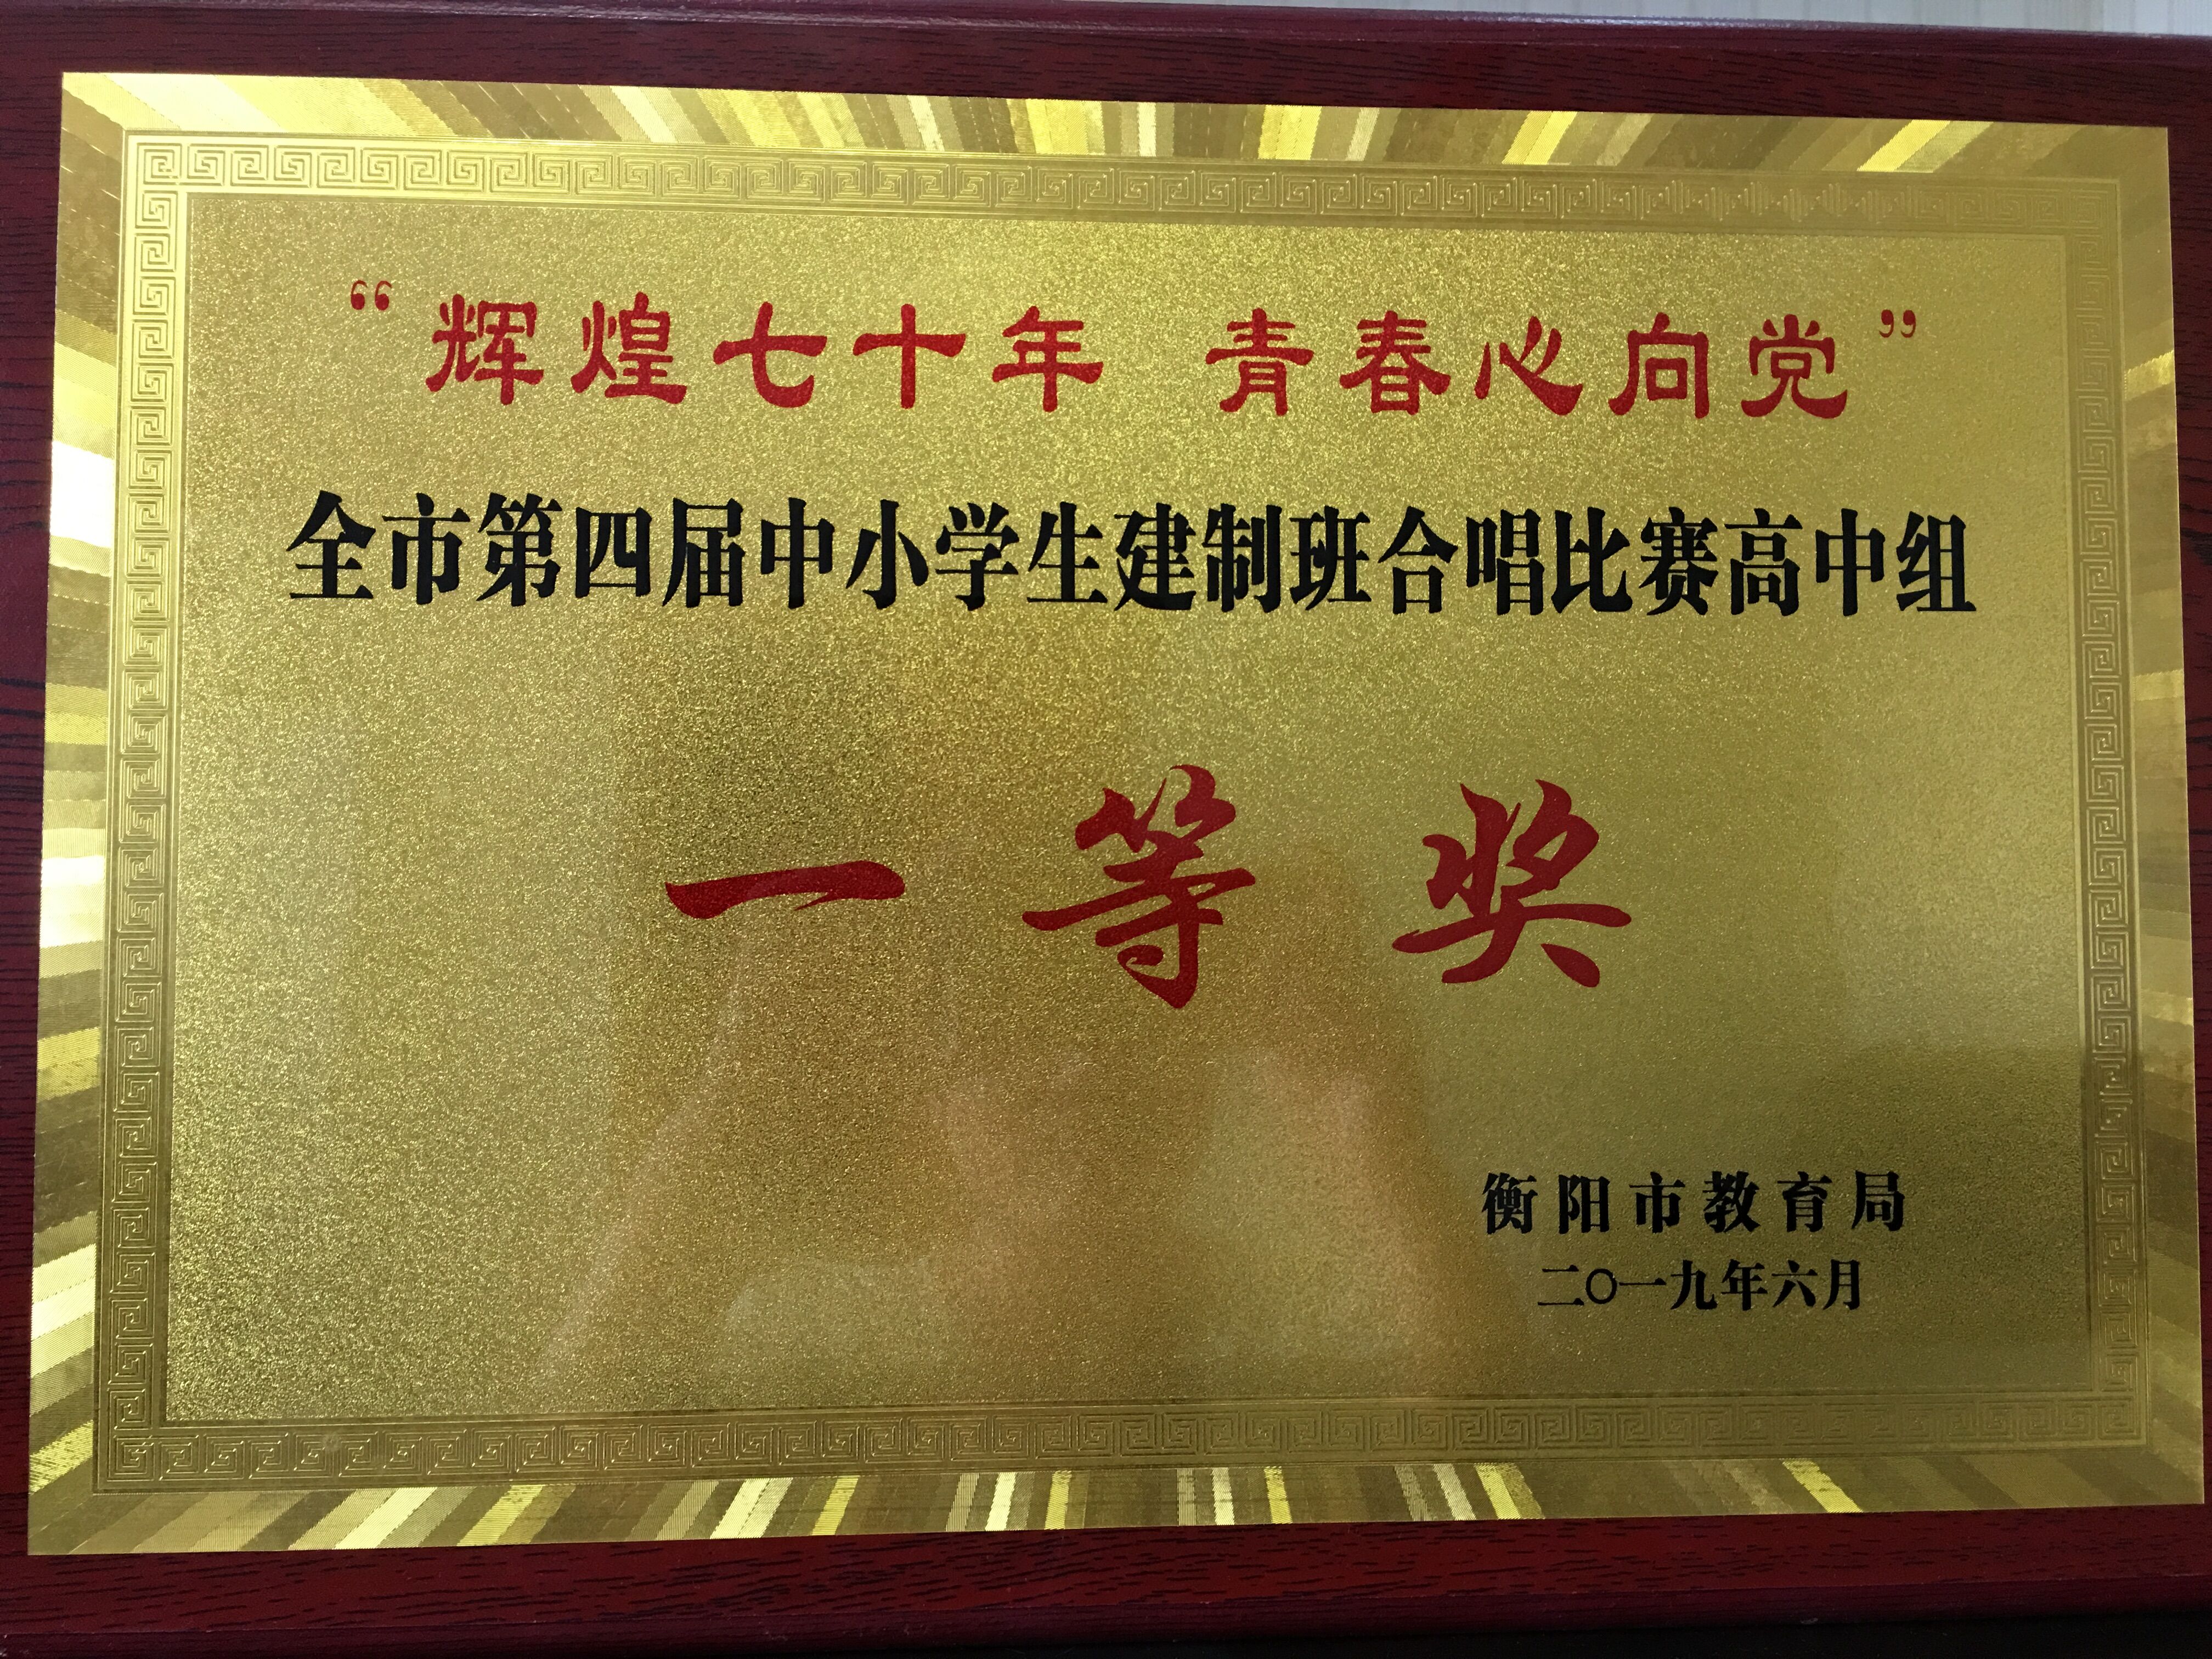 “辉煌七十年 青春心向党”
全市第四届中小学生建制班合唱比赛高中组
一等奖
衡阳市教育局
二〇一九年六月